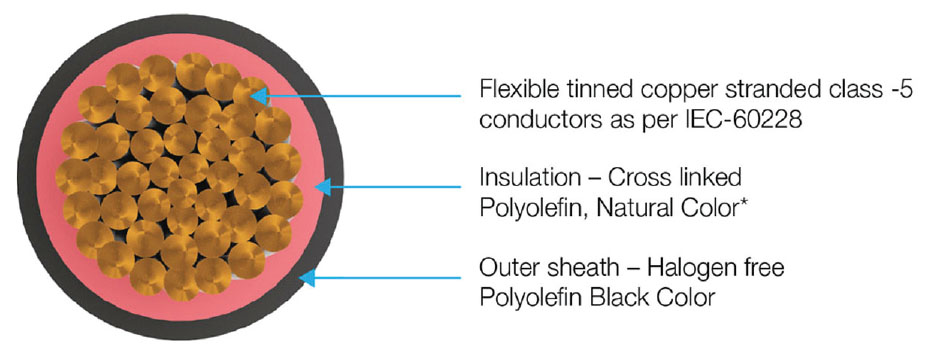 Flexible tinned copper stranded class -5
conductors as per IEC-60228
Insulation – Cross linked
Polyolefin, Natural Color*
Outer sheath – Halogen free
Polyolefin Black Color